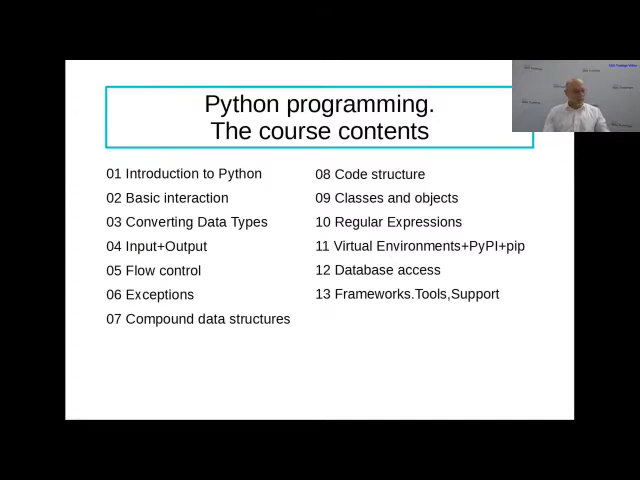 Python programming.
The course contents
01 Introduction to Python
02 Basic interaction
03 Converting Data Types
04 Input+Output
05 Flow control
06 Exceptions
07 Compound data structures
08 Code structure
09 Classes and objects
10 Regular Expressions
11 Virtual Environments+PyPI+pip
12 Database access
13 Frameworks.Tools,Support